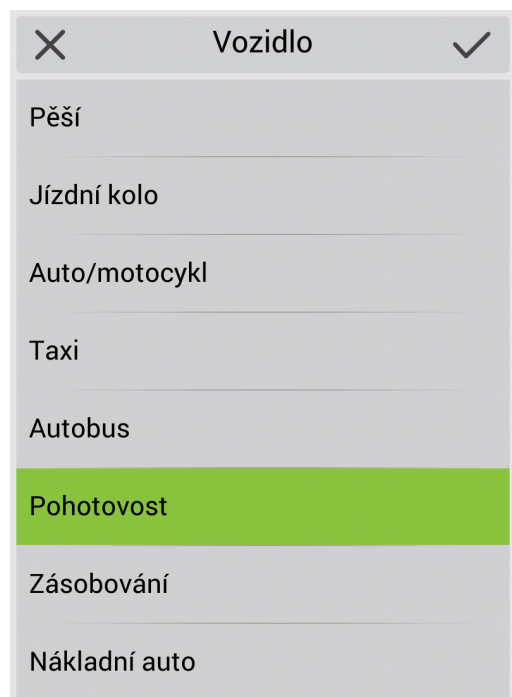 Vozidlo
Pěší
Jízdní kolo
Auto/motocykl
Taxi
Autobus
Pohotovost
Zásobování
Nákladní auto